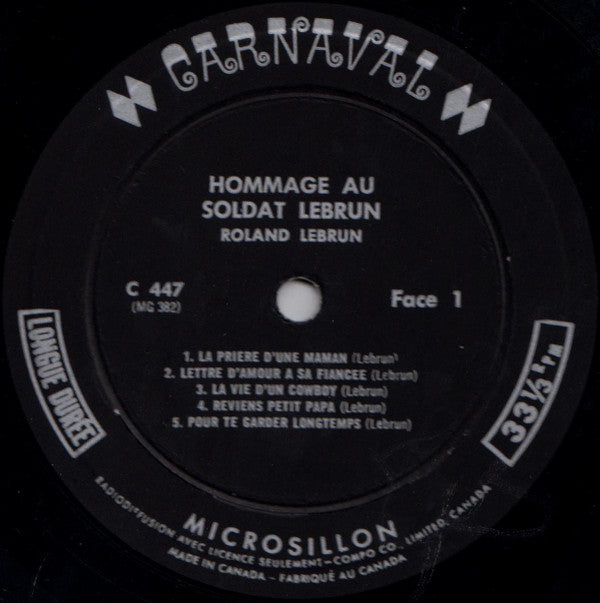 CARNAVAL
HOMMAGE AU
SOLDAT LEBRUN
ROLAND LEBRUN
C 447
(MG 382)
Face 1
1. LA PRIERE D'UNE MAMAN (Lebrun)
2. LETTRE D'AMOUR A SA FIANCEE (Lebrun)
3. LA VIE D'UN COWBOY (Lebrun)
4. REVIENS PETIT PAPA (Lebrun)
5. POUR TE GARDER LONGTEMPS (Lebrun)
LONGUE DURÉE
33 1/3 RPM
MICROSILLON
RADIODIFFUSION AVEC LICENCE SEULEMENT – COMPO CO., LIMITED, CANADA
MADE IN CANADA – FABRIQUÉ AU CANADA